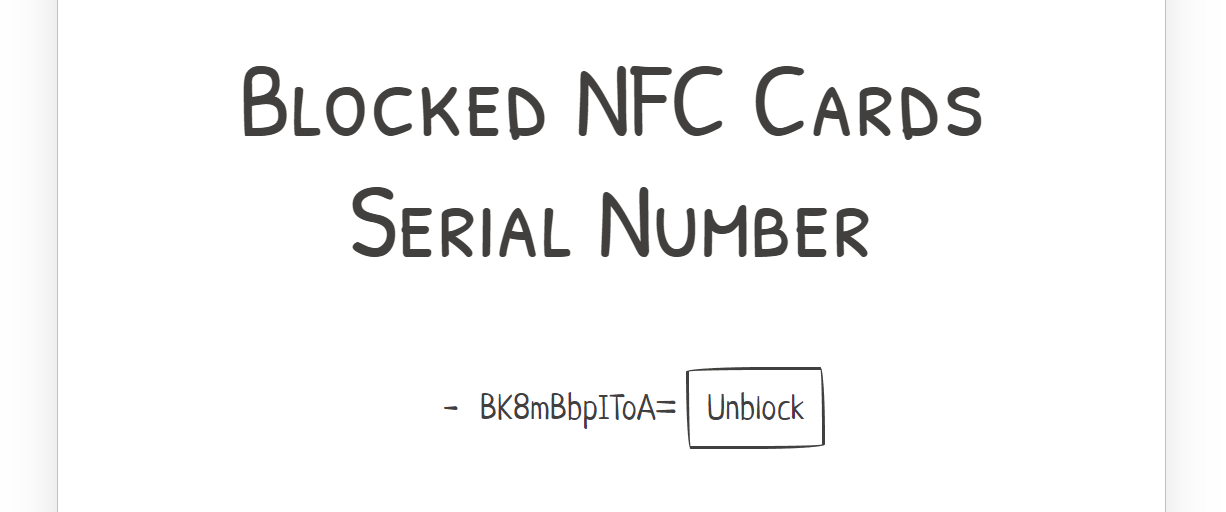 Blocked NFC Cards
Serial Number
- BK8mBbpIToA= Unblock